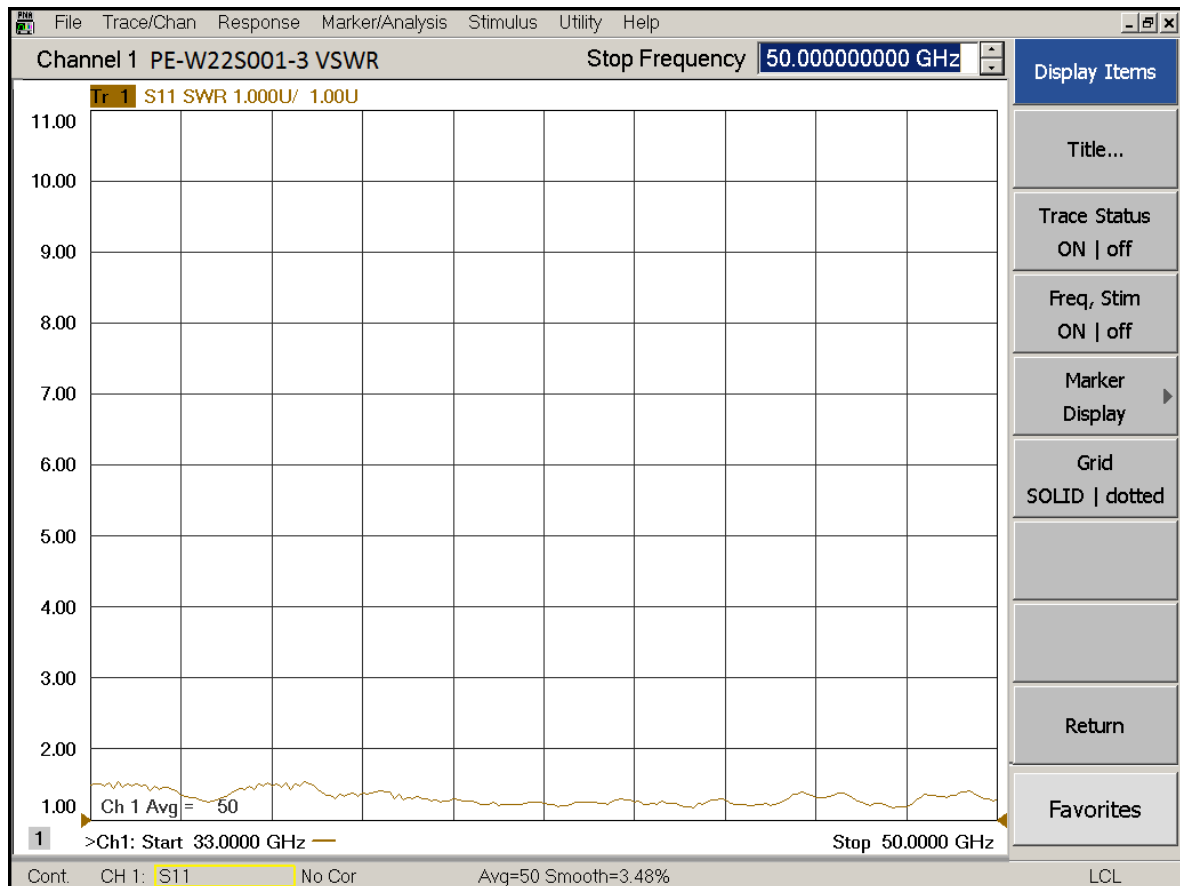 PNA File Trace/Chan Response Marker/Analysis Stimulus Utility Help
Channel 1 PE-W22S001-3 VSWR Stop Frequency 50.000000000 GHz
Tr 1 S11 SWR 1.000U/ 1.00U
11.00
10.00
9.00
8.00
7.00
6.00
5.00
4.00
3.00
2.00
1.00
Ch 1 Avg = 50
1 >Ch1: Start 33.0000 GHz Stop 50.0000 GHz
Cont. CH 1: S11 No Cor Avg=50 Smooth=3.48% LCL
Display Items
Title...
Trace Status
ON | off
Freq, Stim
ON | off
Marker
Display
Grid
SOLID | dotted
Return
Favorites